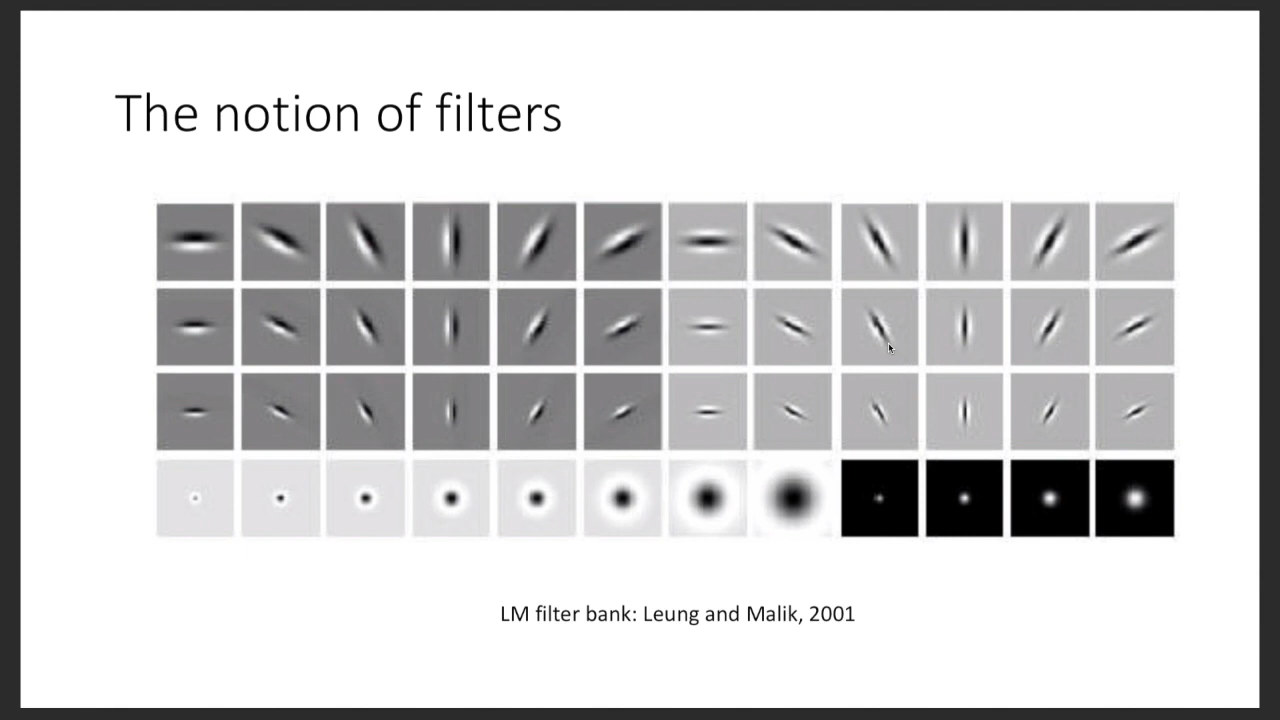 The notion of filters
LM filter bank: Leung and Malik, 2001